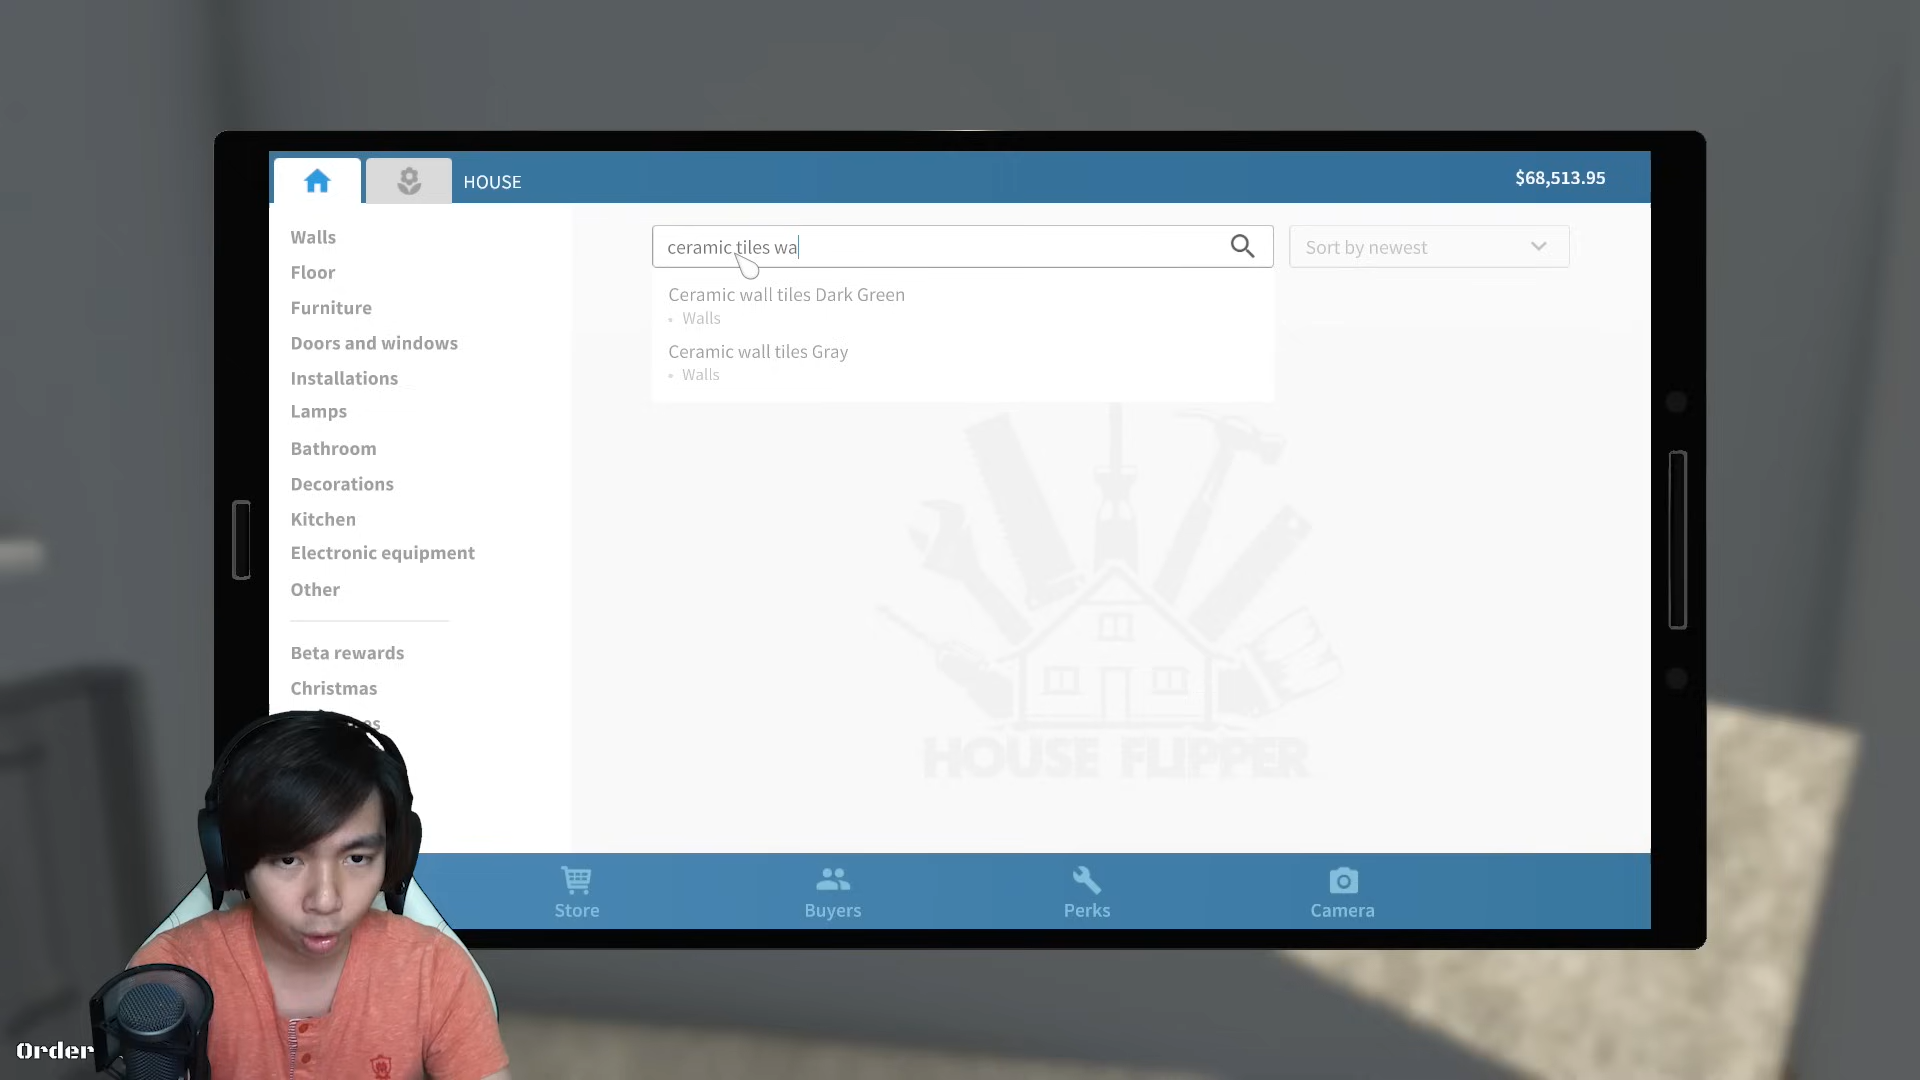 HOUSE
$68,513.95
Walls
Floor
Furniture
Doors and windows
Installations
Lamps
Bathroom
Decorations
Kitchen
Electronic equipment
Other
Beta rewards
Christmas
ceramic tiles wa
Sort by newest
Ceramic wall tiles Dark Green
• Walls
Ceramic wall tiles Gray
• Walls
HOUSE FLIPPER
Store
Buyers
Perks
Camera
Order